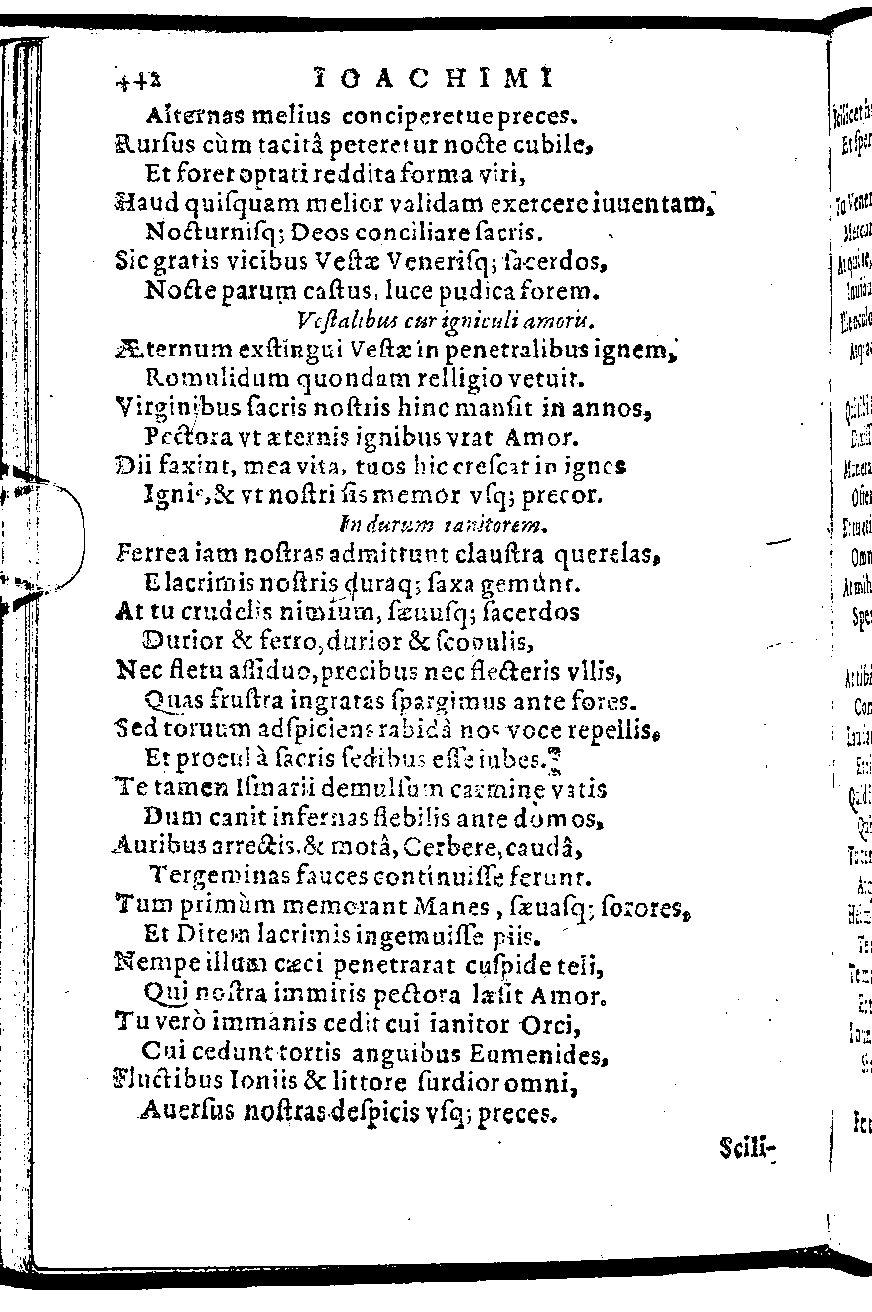 442 IOACHIMI
Alternas melius conciperetue preces.
Rurſus cùm tacitâ peteretur nocte cubile,
Et foret optati reddita forma viri,
Haud quiſquam melior validam exercere iuuentam,
Nocturniſq; Deos conciliare ſacris.
Sic gratis vicibus Veſtæ Veneriſq; ſacerdos,
Nocte parum caſtus, luce pudica forem.
Veſtalibus cur igniculi amoris.
Æternum exſtingui Veſtæ in penetralibus ignem,
Romulidum quondam relligio vetuit.
Virginibus ſacris noſtris hinc manſit in annos,
Pectora vt æternis ignibus vrat Amor.
Dii faxint, mea vita, tuos hic creſcat in ignes
Ignis, & vt noſtri ſis memor vſq; precor.
In durum ianitorem.
Ferrea iam noſtras admittunt clauſtra querelas,
E lacrimis noſtris duraq; ſaxa gemunt.
At tu crudelis nimium, ſæuuſq; ſacerdos
Durior & ferro, durior & ſcopulis,
Nec fletu aſſiduo, precibus nec flecteris vllis,
Quas fruſtra ingratas ſpargimus ante fores.
Sed toruum adſpiciens rabidâ nos voce repellis,
Et procul à ſacris ſedibus eſſe iubes.
Te tamen Iſmarii demulſum carmine vatis
Dum canit infernas flebilis ante domos,
Auribus arrectis, & motâ, Cerbere, caudâ,
Tergeminas fauces continuiſſe ferunt.
Tum primùm memorant Manes, ſæuaſq; ſorores,
Et Ditem lacrimis ingemuiſſe piis.
Nempe illum cæci penetrarat cuſpide teli,
Qui noſtra immitis pectora læſit Amor.
Tu verò immanis cedit cui ianitor Orci,
Cui cedunt tortis anguibus Eumenides,
Fluctibus Ioniis & littore ſurdior omni,
Auerſus noſtras deſpicis vſq; preces.
Scili-